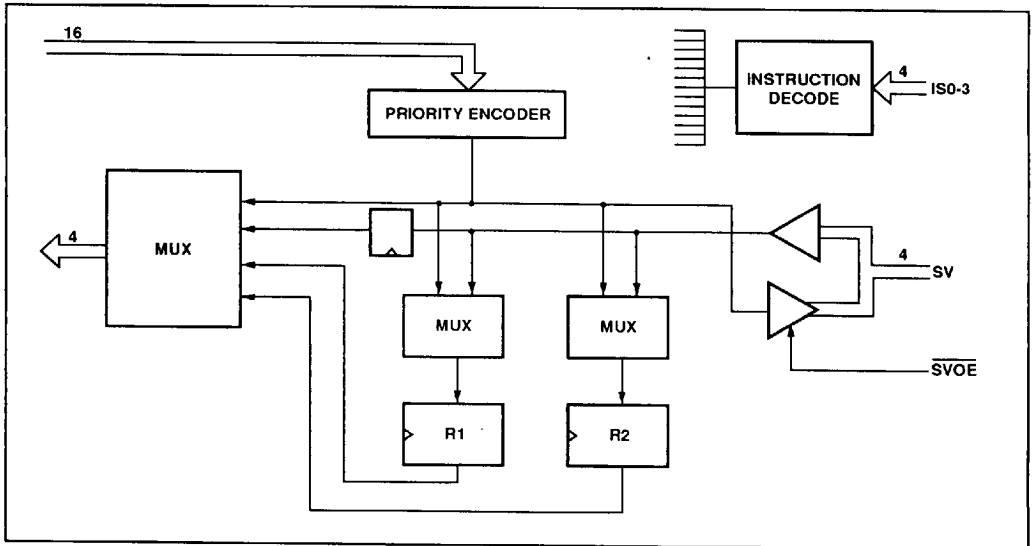 16
PRIORITY ENCODER
INSTRUCTION
DECODE
4
IS0-3
MUX
4
4
SV
MUX
MUX
SVOE
R1
R2